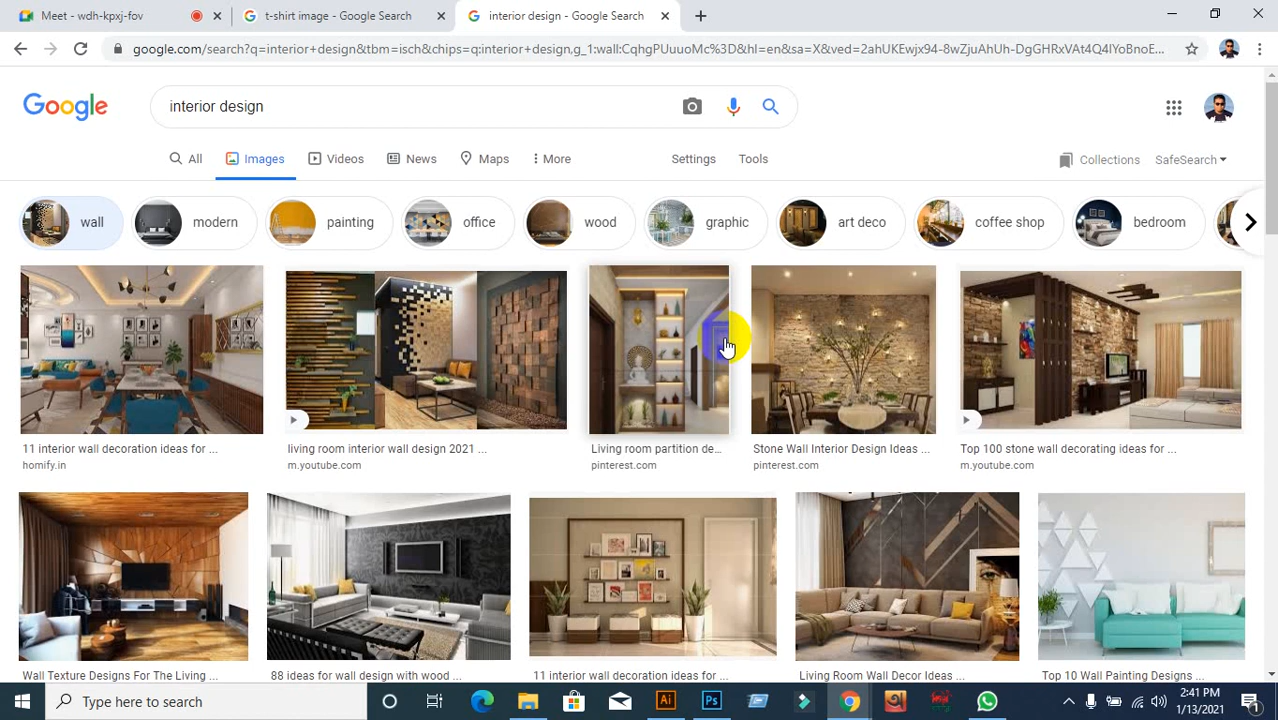 Meet - wdh-kpxj-fov
t-shirt image - Google Search
interior design - Google Search
google.com/search?q=interior+design&tbm=isch&chips=q:interior+design,g_1:wall:CqhgPUuuoMc%3D&hl=en&sa=X&ved=2ahUKEwjx94-8wZjuAhUh-DgGHRxVAt4Q4lYoBnoE...
Google
interior design
All
Images
Videos
News
Maps
More
Settings
Tools
Collections
SafeSearch
wall
modern
painting
office
wood
graphic
art deco
coffee shop
bedroom
11 interior wall decoration ideas for ...
homify.in
living room interior wall design 2021 ...
m.youtube.com
Living room partition de...
pinterest.com
Stone Wall Interior Design Ideas ...
pinterest.com
Top 100 stone wall decorating ideas for ...
m.youtube.com
Wall Texture Designs For The Living ...
88 ideas for wall design with wood ...
11 interior wall decoration ideas for ...
Living Room Wall Decor Ideas ...
Top 10 Wall Painting Designs ...
Type here to search
Ai
Ps
2:41 PM
1/13/2021
1